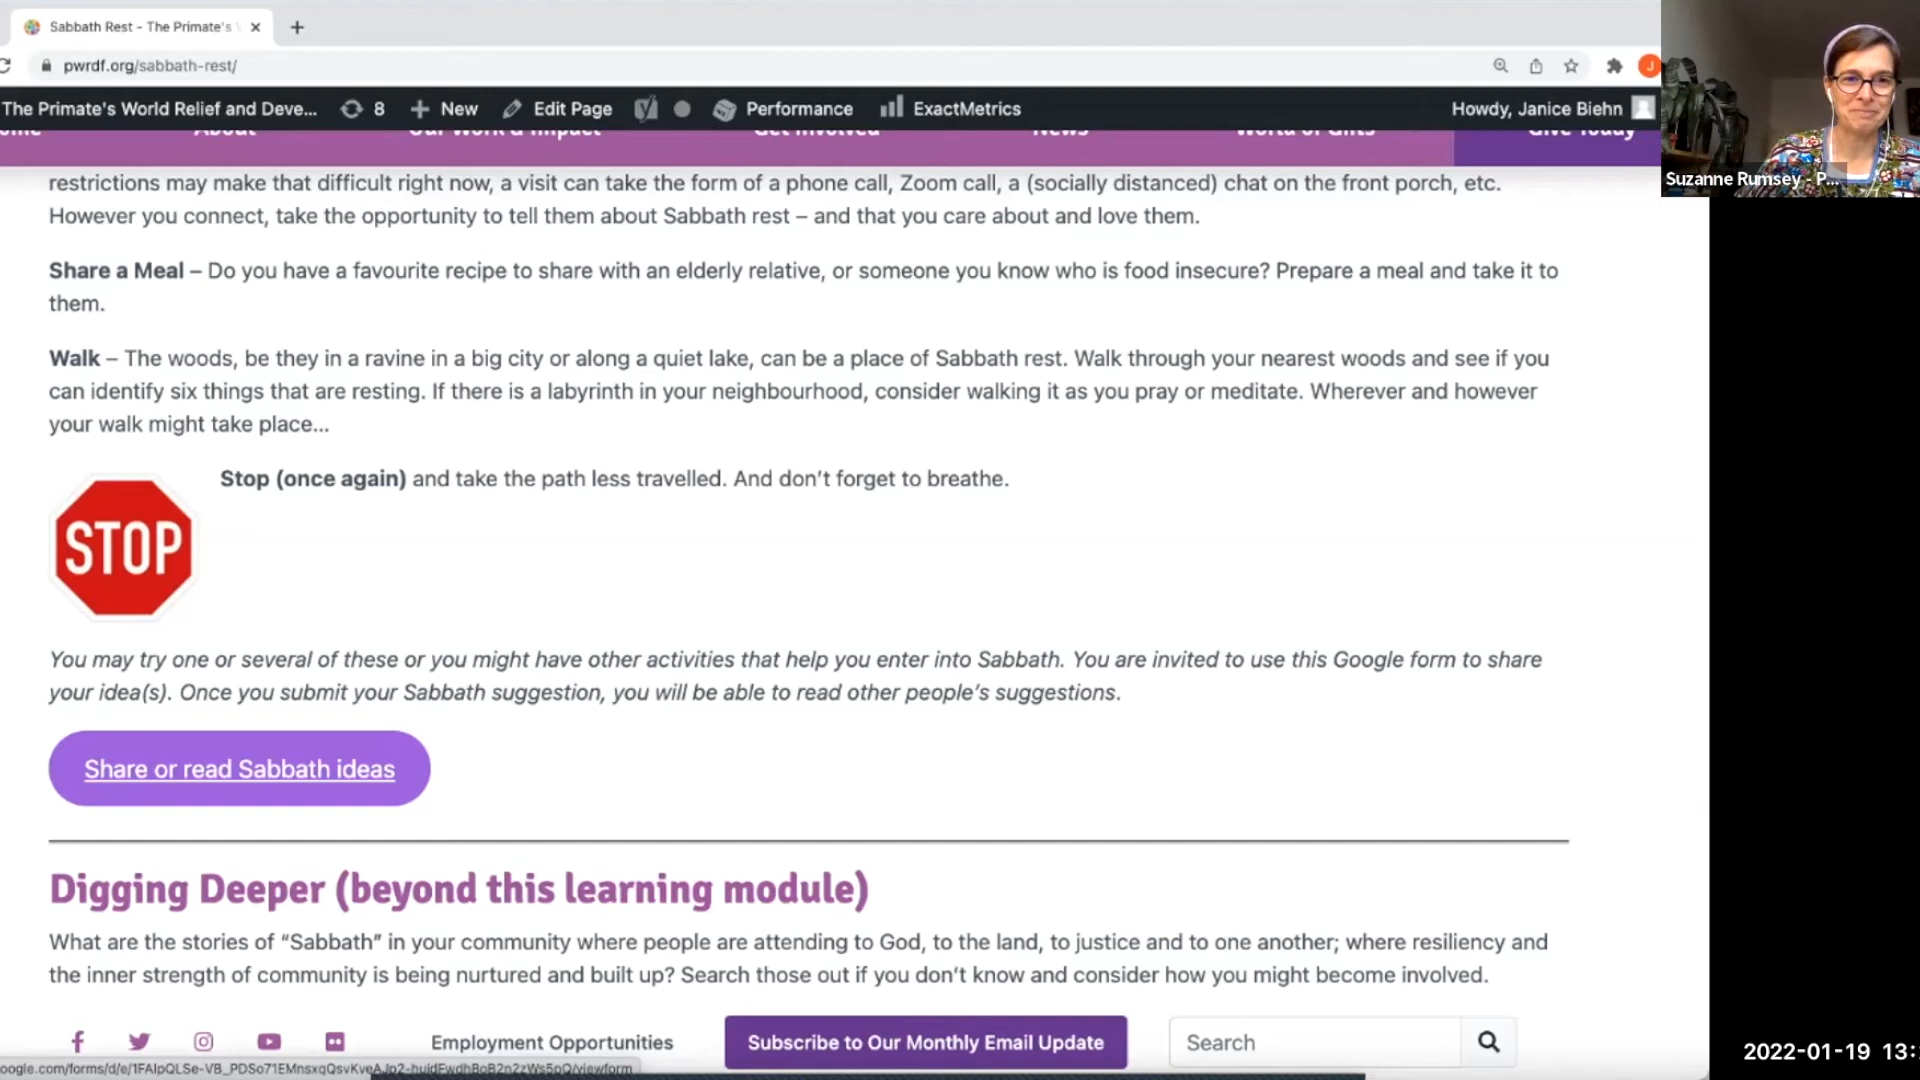 Sabbath Rest - The Primate's
pwrdf.org/sabbath-rest/
J
The Primate's World Relief and Deve... 8 New Edit Page Performance ExactMetrics Howdy, Janice Biehn
About Our Work & Impact Get Involved News World of Gifts Give Today
Suzanne Rumsey - P...
restrictions may make that difficult right now, a visit can take the form of a phone call, Zoom call, a (socially distanced) chat on the front porch, etc.
However you connect, take the opportunity to tell them about Sabbath rest – and that you care about and love them.
Share a Meal – Do you have a favourite recipe to share with an elderly relative, or someone you know who is food insecure? Prepare a meal and take it to
them.
Walk – The woods, be they in a ravine in a big city or along a quiet lake, can be a place of Sabbath rest. Walk through your nearest woods and see if you
can identify six things that are resting. If there is a labyrinth in your neighbourhood, consider walking it as you pray or meditate. Wherever and however
your walk might take place...
Stop (once again) and take the path less travelled. And don't forget to breathe.
STOP
You may try one or several of these or you might have other activities that help you enter into Sabbath. You are invited to use this Google form to share
your idea(s). Once you submit your Sabbath suggestion, you will be able to read other people's suggestions.
Share or read Sabbath ideas
Digging Deeper (beyond this learning module)
What are the stories of “Sabbath” in your community where people are attending to God, to the land, to justice and to one another; where resiliency and
the inner strength of community is being nurtured and built up? Search those out if you don't know and consider how you might become involved.
Employment Opportunities Subscribe to Our Monthly Email Update Search
2022-01-19 13: